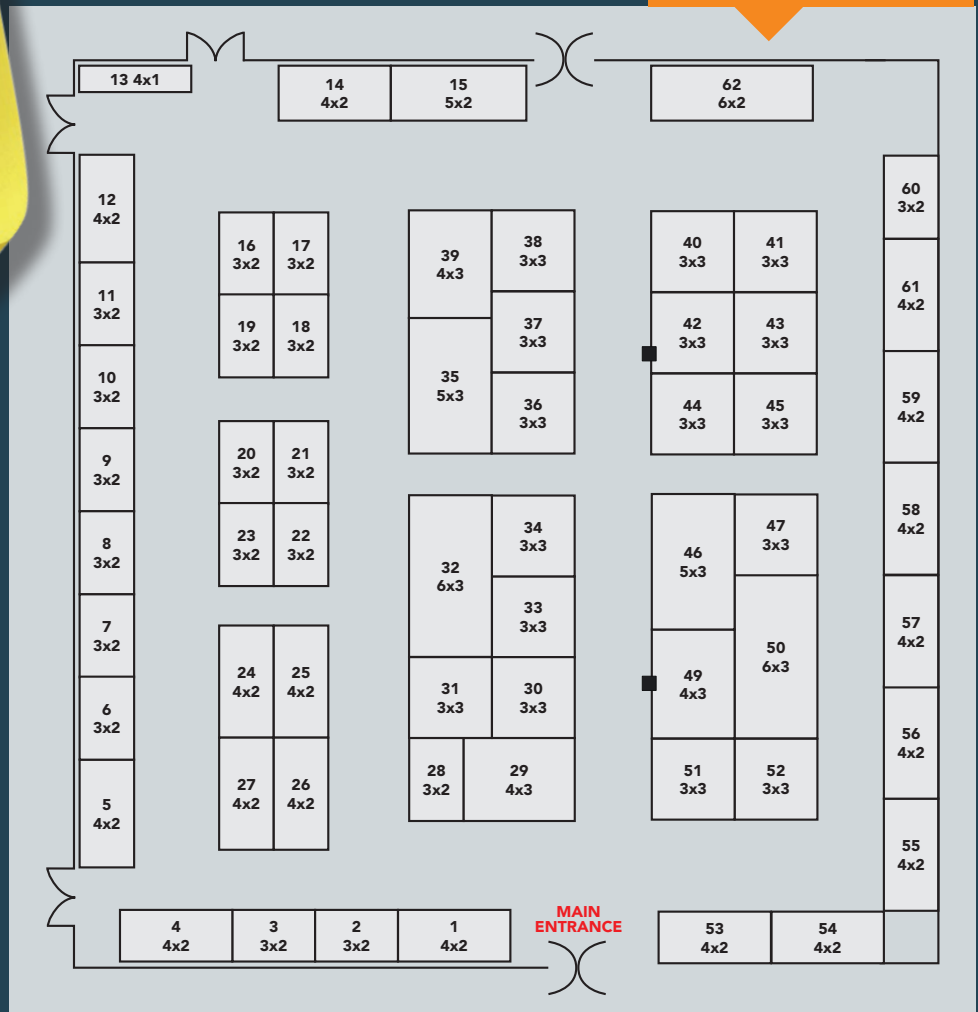 13 4x1
14
4x2
15
5x2
62
6x2
12
4x2
11
3x2
10
3x2
9
3x2
8
3x2
7
3x2
6
3x2
5
4x2
16
3x2
17
3x2
19
3x2
18
3x2
20
3x2
21
3x2
23
3x2
22
3x2
24
4x2
25
4x2
27
4x2
26
4x2
39
4x3
38
3x3
37
3x3
35
5x3
36
3x3
32
6x3
34
3x3
33
3x3
31
3x3
30
3x3
28
3x2
29
4x3
40
3x3
41
3x3
42
3x3
43
3x3
44
3x3
45
3x3
46
5x3
47
3x3
49
4x3
50
6x3
51
3x3
52
3x3
60
3x2
61
4x2
59
4x2
58
4x2
57
4x2
56
4x2
55
4x2
4
4x2
3
3x2
2
3x2
1
4x2
MAIN
ENTRANCE
53
4x2
54
4x2